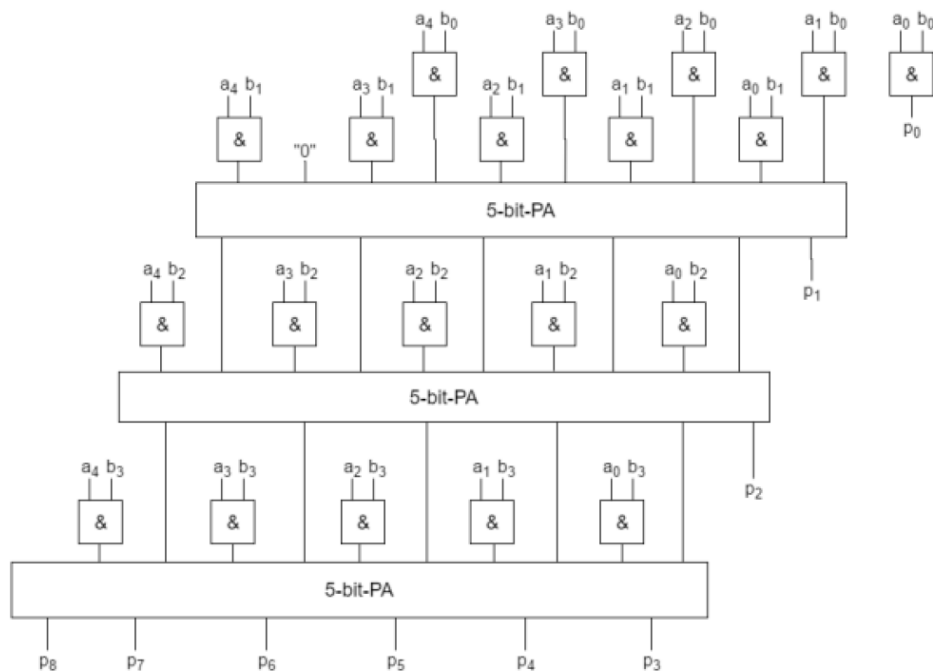 a₄ b₀ a₃ b₀ a₂ b₀ a₁ b₀ a₀ b₀
& & & & &
a₄ b₁ a₃ b₁ a₂ b₁ a₁ b₁ a₀ b₁
& "0" & & & & p₀
5-bit-PA
a₄ b₂ a₃ b₂ a₂ b₂ a₁ b₂ a₀ b₂ p₁
& & & & &
5-bit-PA
a₄ b₃ a₃ b₃ a₂ b₃ a₁ b₃ a₀ b₃ p₂
& & & & &
5-bit-PA
p₈ p₇ p₆ p₅ p₄ p₃